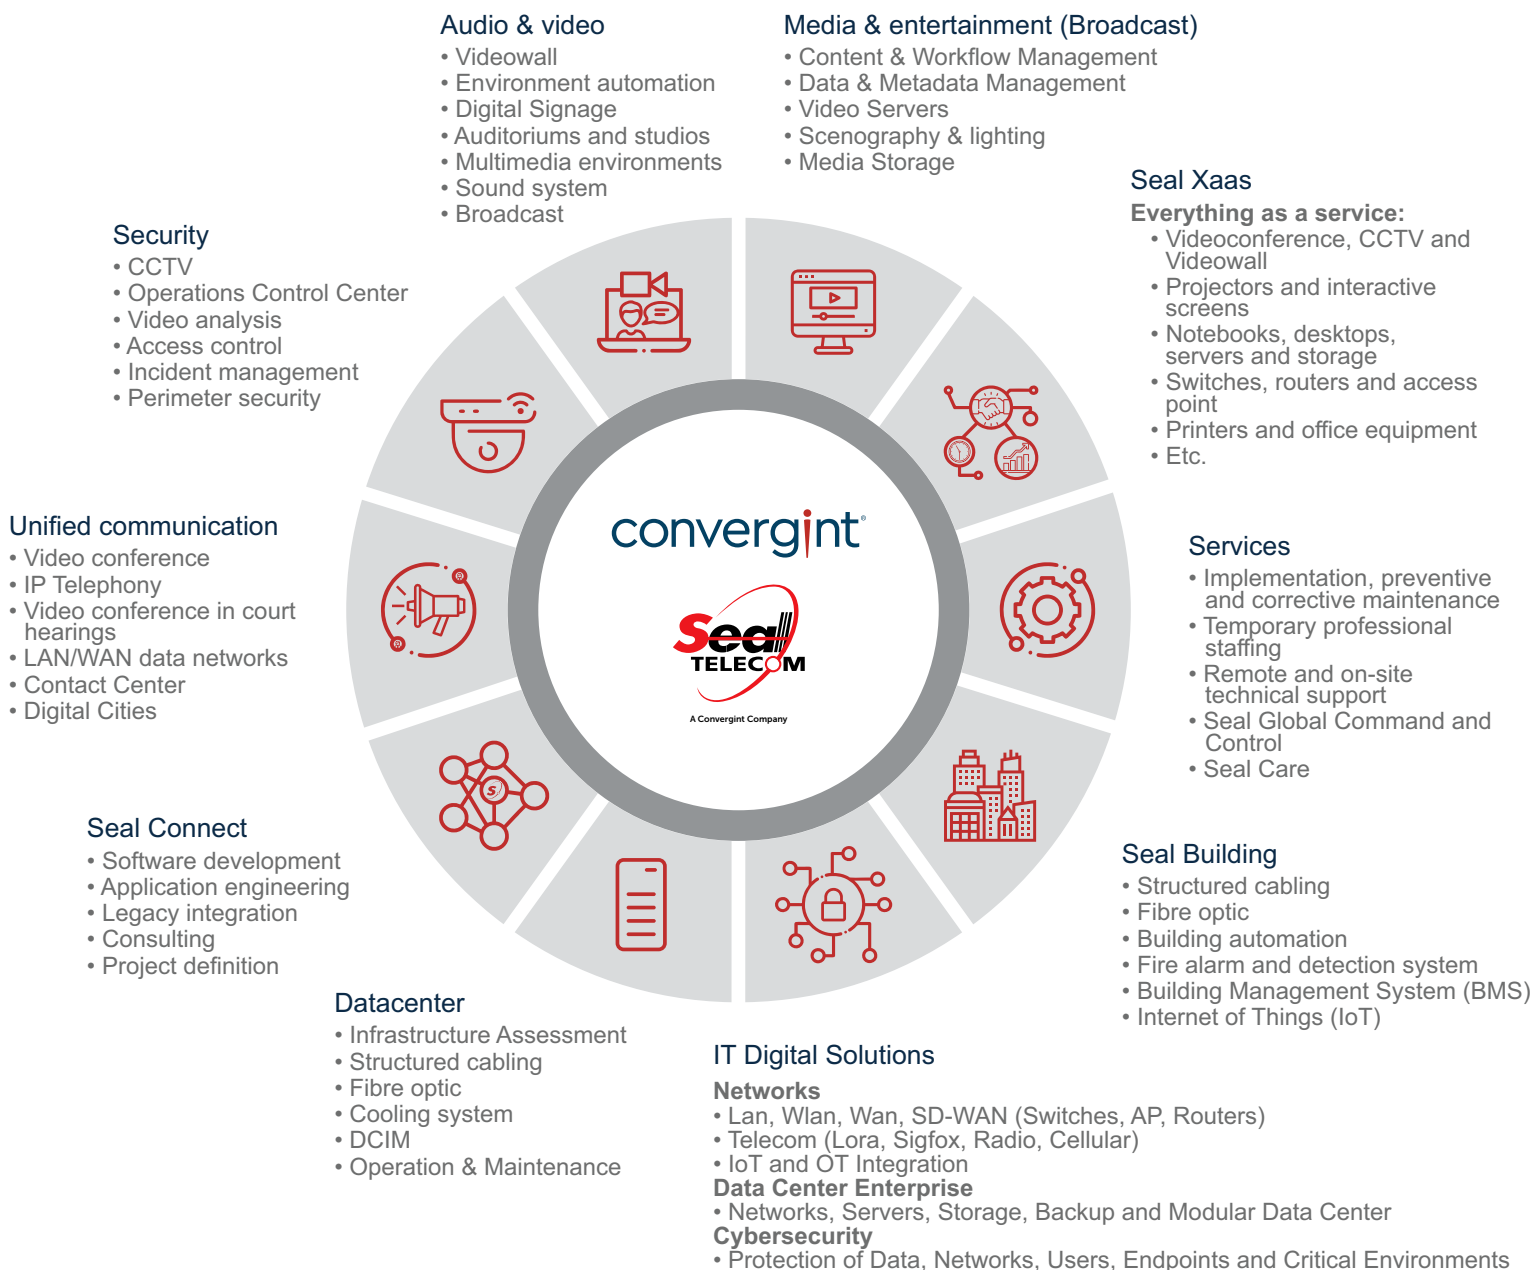 Audio & video
• Videowall
• Environment automation
• Digital Signage
• Auditoriums and studios
• Multimedia environments
• Sound system
• Broadcast
Media & entertainment (Broadcast)
• Content & Workflow Management
• Data & Metadata Management
• Video Servers
• Scenography & lighting
• Media Storage
Seal Xaas
Everything as a service:
• Videoconference, CCTV and
Videowall
• Projectors and interactive
screens
• Notebooks, desktops,
servers and storage
• Switches, routers and access
point
• Printers and office equipment
• Etc.
Security
• CCTV
• Operations Control Center
• Video analysis
• Access control
• Incident management
• Perimeter security
Unified communication
• Video conference
• IP Telephony
• Video conference in court
hearings
• LAN/WAN data networks
• Contact Center
• Digital Cities
convergint®
Seal
TELECOM
A Convergint Company
S
Services
• Implementation, preventive
and corrective maintenance
• Temporary professional
staffing
• Remote and on-site
technical support
• Seal Global Command and
Control
• Seal Care
Seal Connect
• Software development
• Application engineering
• Legacy integration
• Consulting
• Project definition
Seal Building
• Structured cabling
• Fibre optic
• Building automation
• Fire alarm and detection system
• Building Management System (BMS)
• Internet of Things (IoT)
Datacenter
• Infrastructure Assessment
• Structured cabling
• Fibre optic
• Cooling system
• DCIM
• Operation & Maintenance
IT Digital Solutions
Networks
• Lan, Wlan, Wan, SD-WAN (Switches, AP, Routers)
• Telecom (Lora, Sigfox, Radio, Cellular)
• IoT and OT Integration
Data Center Enterprise
• Networks, Servers, Storage, Backup and Modular Data Center
Cybersecurity
• Protection of Data, Networks, Users, Endpoints and Critical Environments